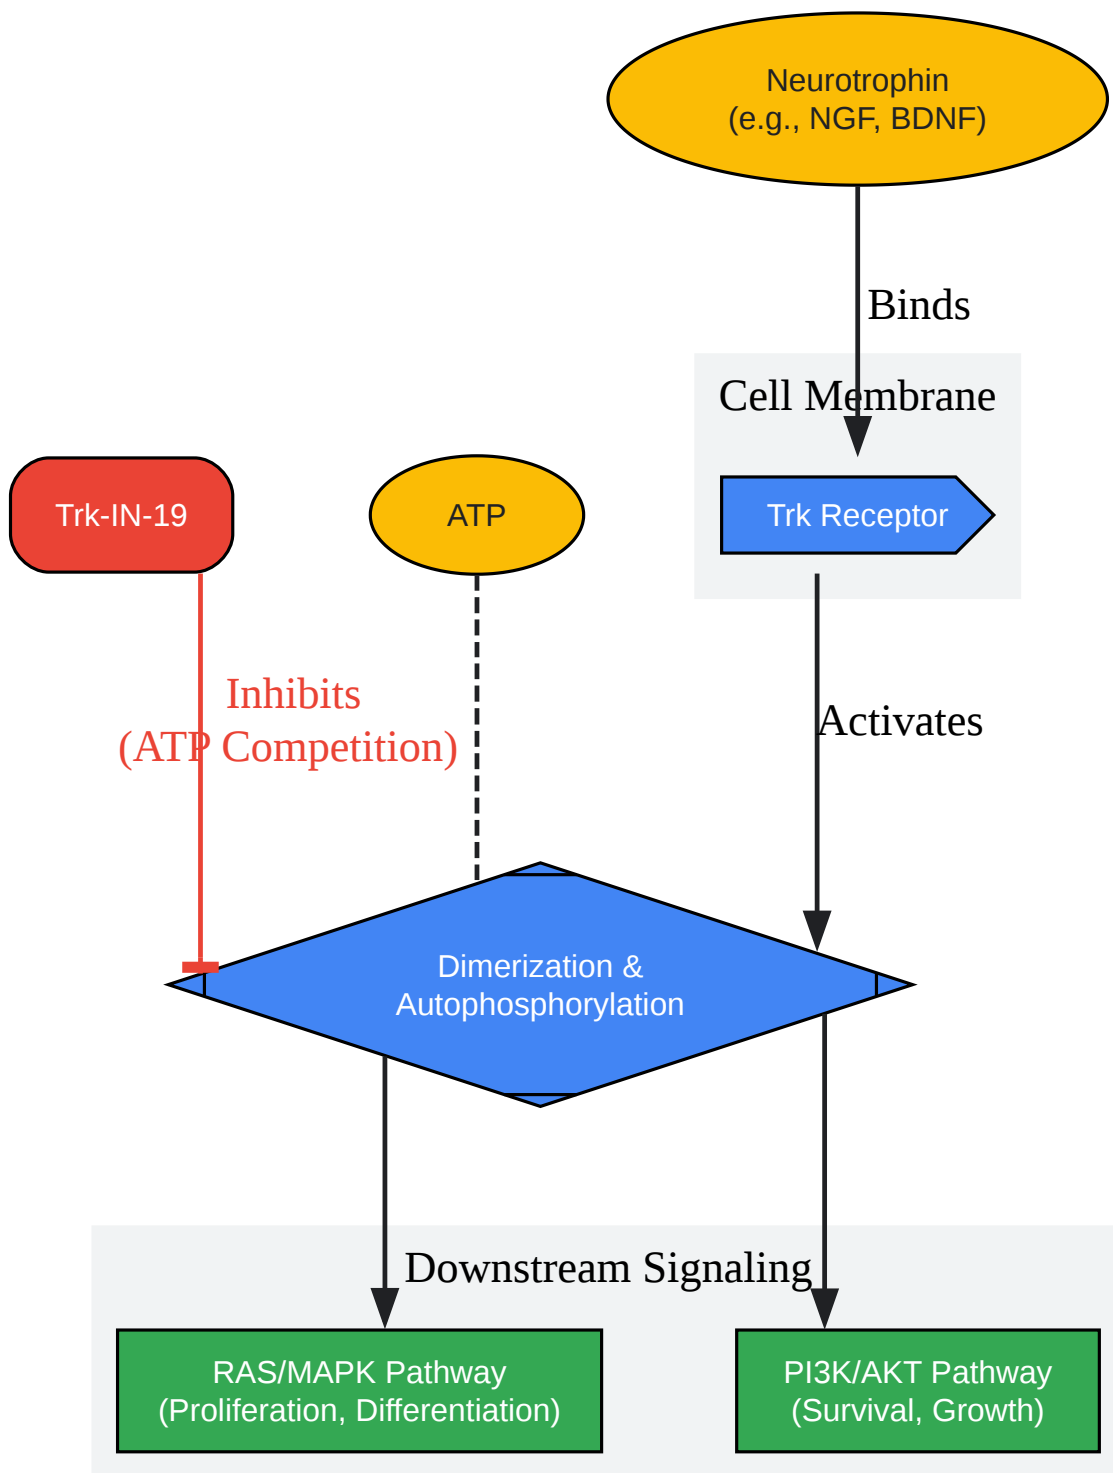 Neurotrophin
(e.g., NGF, BDNF)
Binds
Cell Membrane
Trk-IN-19
ATP
Trk Receptor
Inhibits
(ATP Competition)
Activates
Dimerization &
Autophosphorylation
Downstream Signaling
RAS/MAPK Pathway
(Proliferation, Differentiation)
PI3K/AKT Pathway
(Survival, Growth)